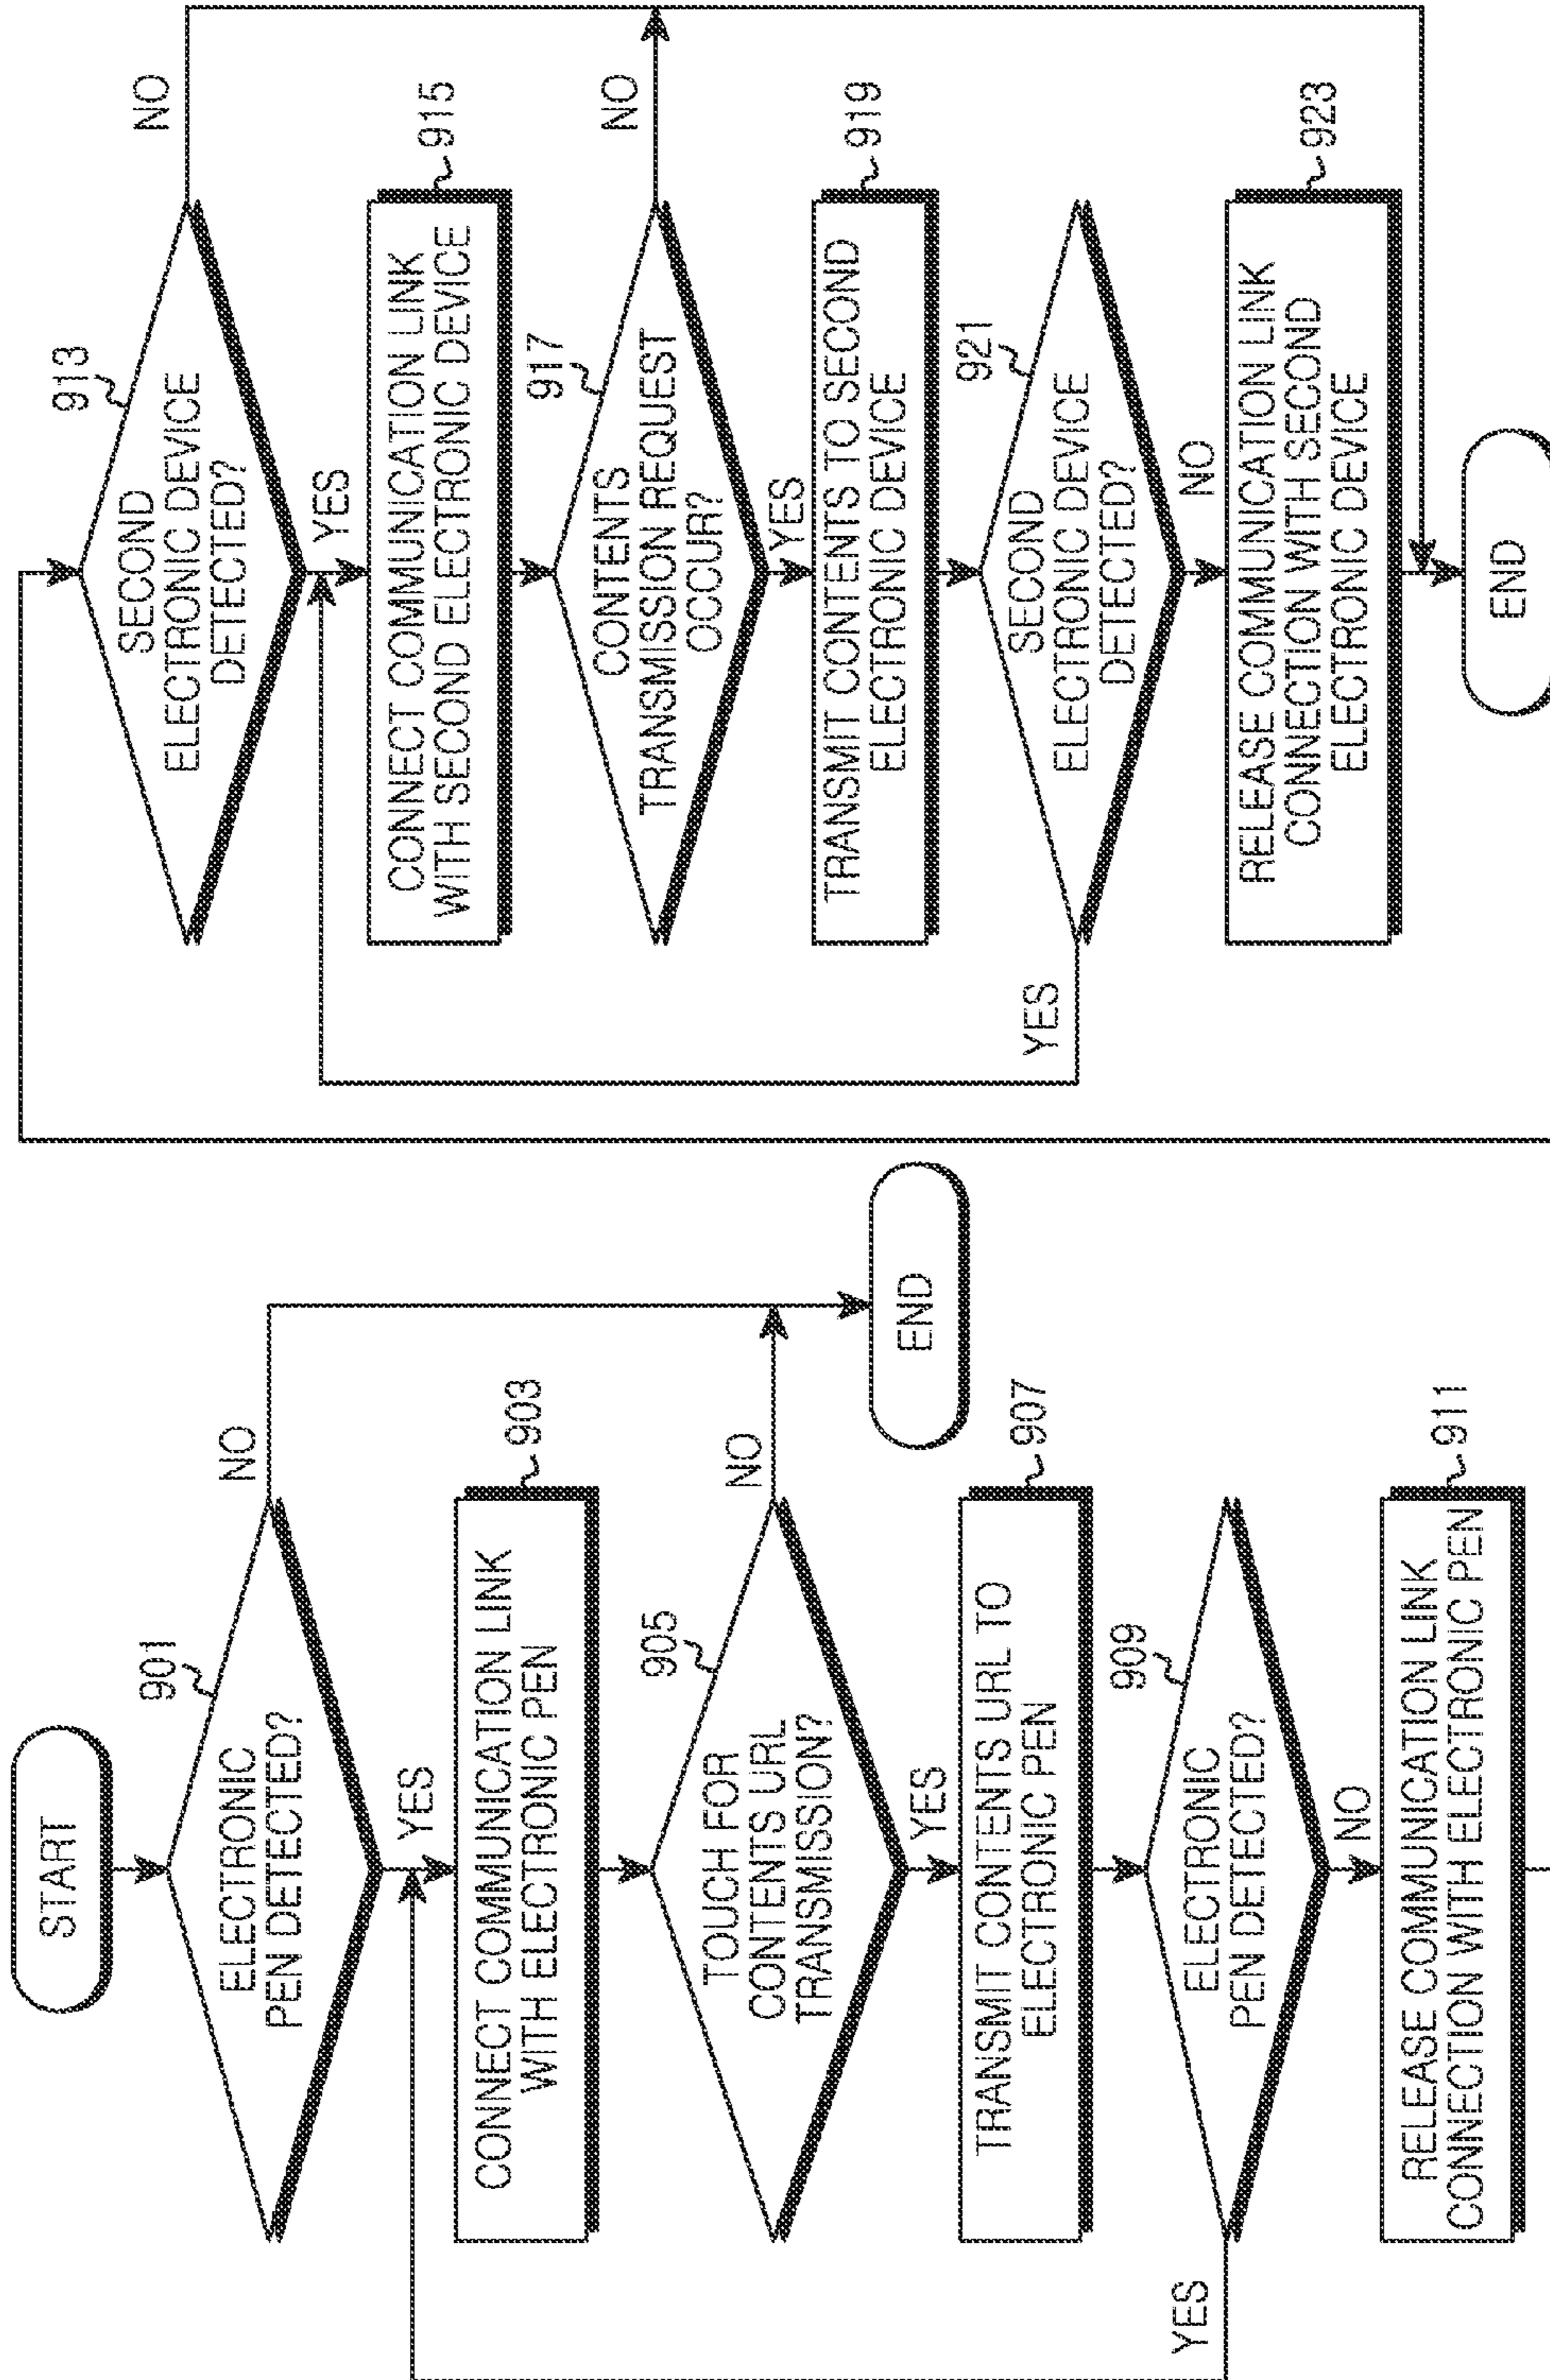 START
901
ELECTRONIC
PEN DETECTED?
NO
YES
903
CONNECT COMMUNICATION LINK
WITH ELECTRONIC PEN
905
TOUCH FOR
CONTENTS URL
TRANSMISSION?
NO
YES
907
TRANSMIT CONTENTS URL TO
ELECTRONIC PEN
909
ELECTRONIC
PEN DETECTED?
YES
NO
911
RELEASE COMMUNICATION LINK
CONNECTION WITH ELECTRONIC PEN
END
913
SECOND
ELECTRONIC DEVICE
DETECTED?
NO
YES
915
CONNECT COMMUNICATION LINK
WITH SECOND ELECTRONIC DEVICE
917
CONTENTS
TRANSMISSION REQUEST
OCCUR?
NO
YES
919
TRANSMIT CONTENTS TO SECOND
ELECTRONIC DEVICE
921
SECOND
ELECTRONIC DEVICE
DETECTED?
YES
NO
923
RELEASE COMMUNICATION LINK
CONNECTION WITH SECOND
ELECTRONIC DEVICE
END